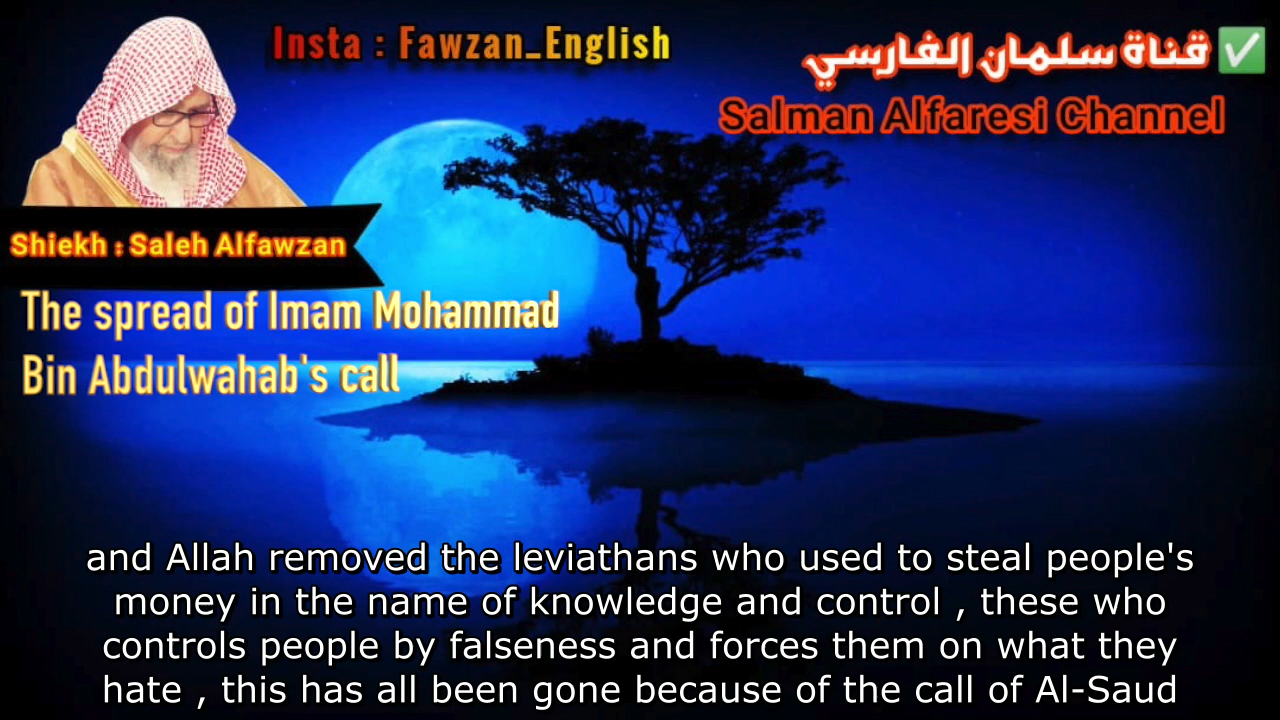 Insta : Fawzan_English
قناة سلمان الفارسي
Salman Alfaresi Channel
Shiekh : Saleh Alfawzan
The spread of Imam Mohammad
Bin Abdulwahab's call
and Allah removed the leviathans who used to steal people's
money in the name of knowledge and control , these who
controls people by falseness and forces them on what they
hate , this has all been gone because of the call of Al-Saud